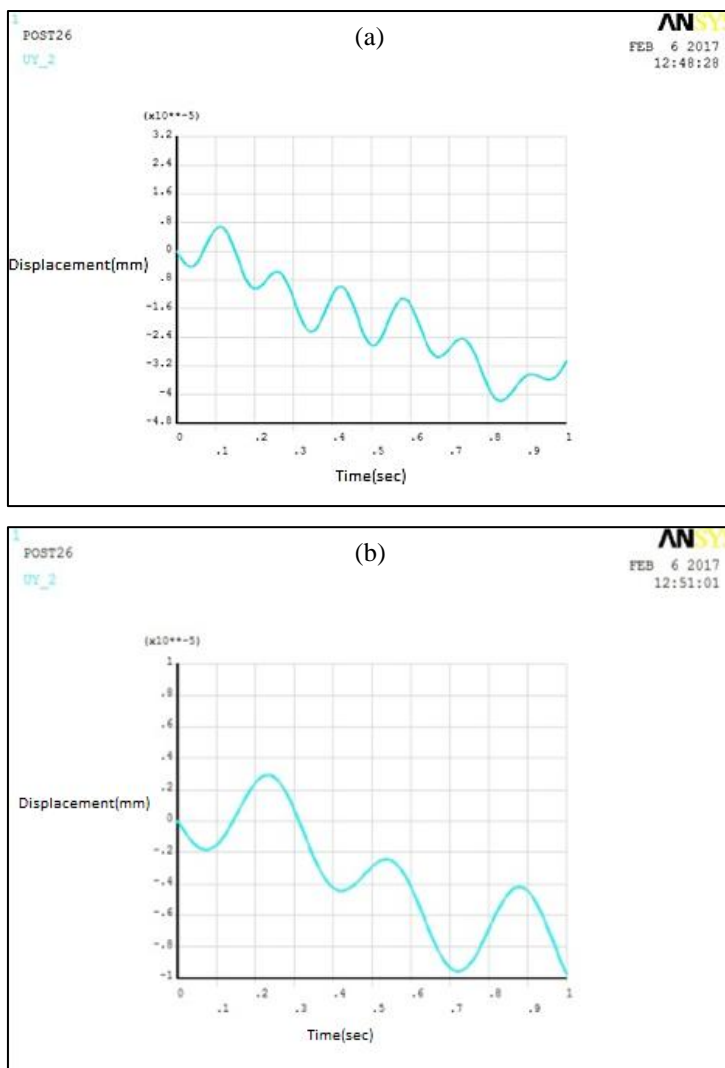 1
POST26
UY_2
(a)
ANSYS
FEB 6 2017
12:48:28
(x10**-5)
3.2
2.4
1.6
.8
0
Displacement(mm)
.8
-1.6
-2.4
-3.2
-4
-4.8
0 .2 .4 .6 .8 1
.1 .3 .5 .7 .9
Time(sec)
1
POST26
UY_2
(b)
ANSYS
FEB 6 2017
12:51:01
(x10**-5)
1
.8
.6
.4
.2
Displacement(mm)
0
-.2
-.4
-.6
-.8
-1
0 .2 .4 .6 .8 1
.1 .3 .5 .7 .9
Time(sec)